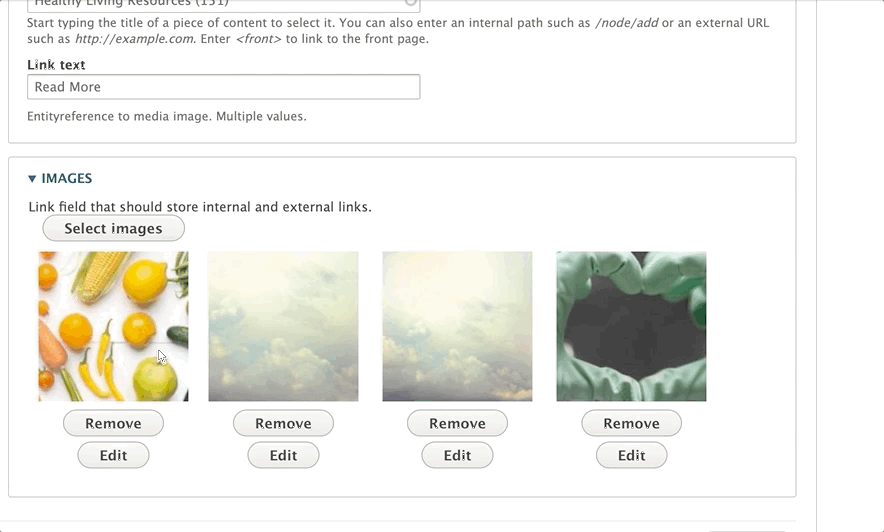 Healthy Living Resources (151)
Start typing the title of a piece of content to select it. You can also enter an internal path such as /node/add or an external URL
such as http://example.com. Enter <front> to link to the front page.
Link text
Read More
Entityreference to media image. Multiple values.
▼ IMAGES
Link field that should store internal and external links.
Select images
Remove Remove Remove Remove
Edit Edit Edit Edit